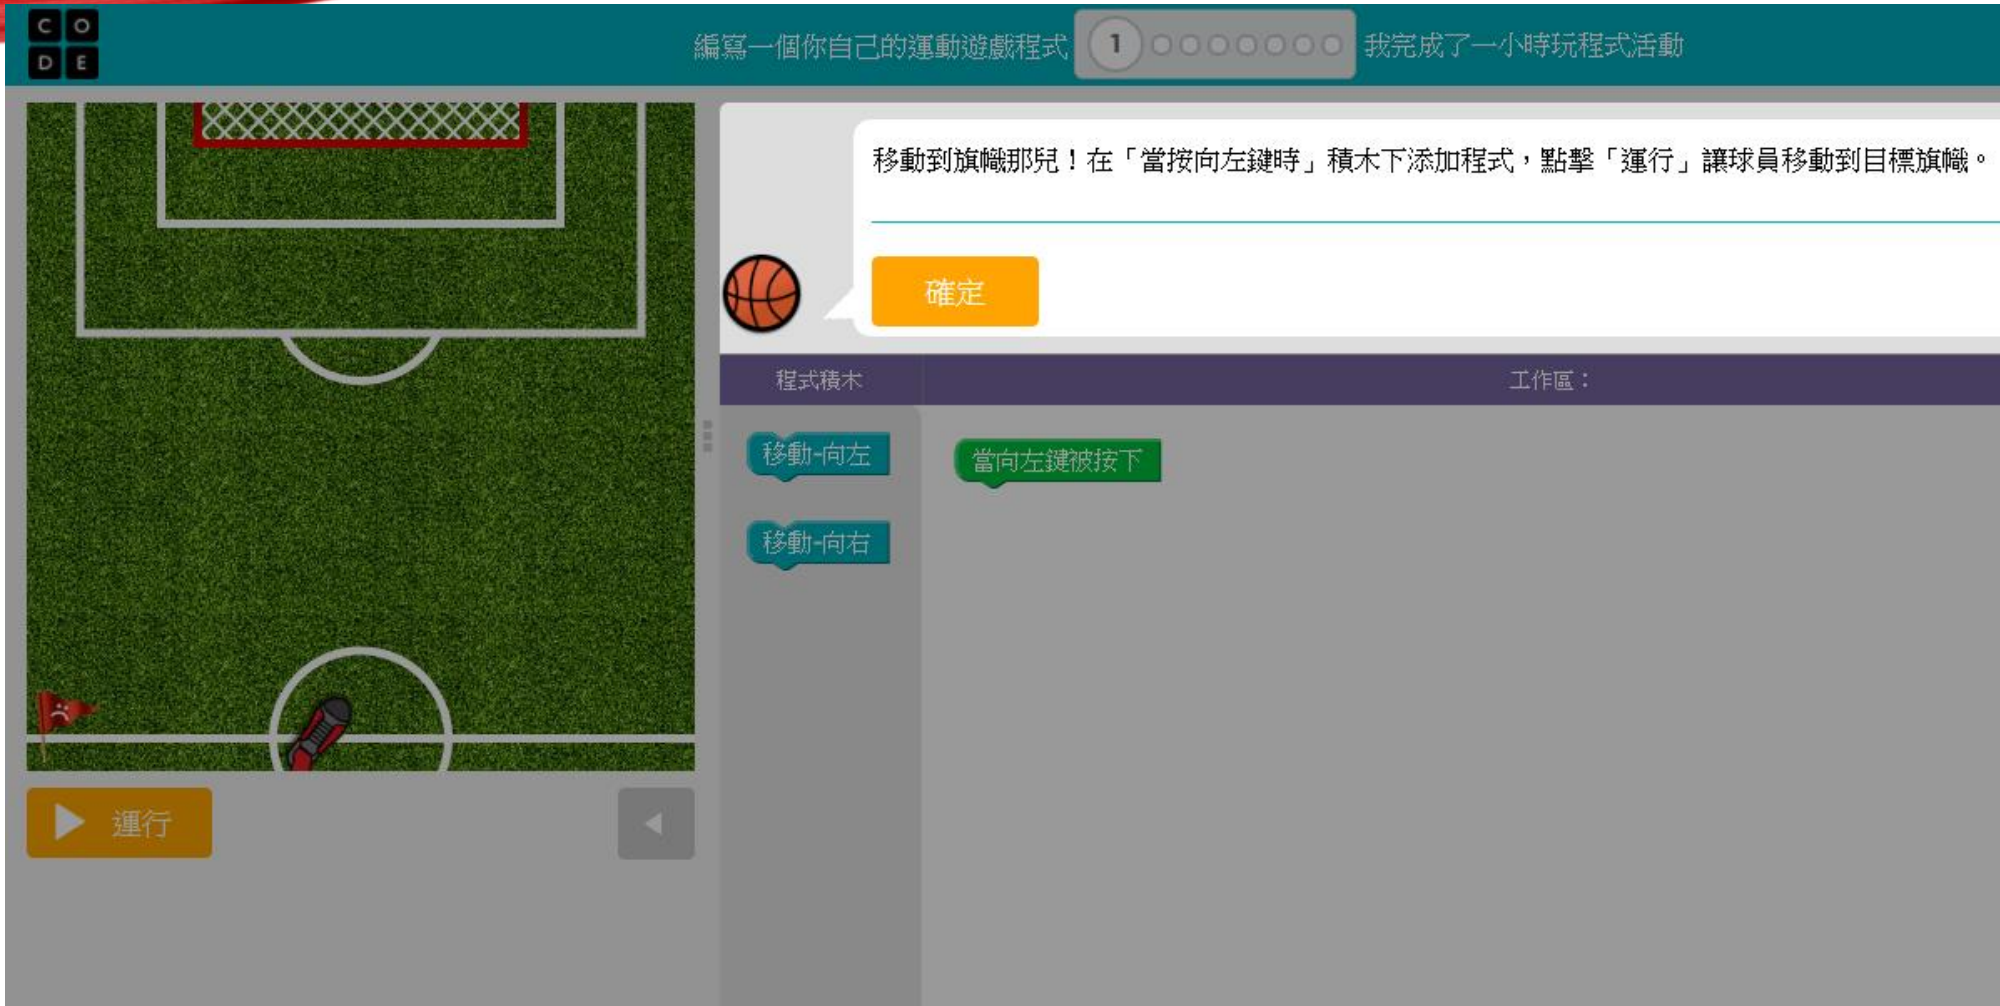 C O
D E
編寫一個你自己的運動遊戲程式 1 我完成了一小時玩程式活動
移動到旗幟那兒！在「當按向左鍵時」積木下添加程式，點擊「運行」讓球員移動到目標旗幟。
確定
程式積木 工作區：
移動-向左 當向左鍵被按下
移動-向右
運行